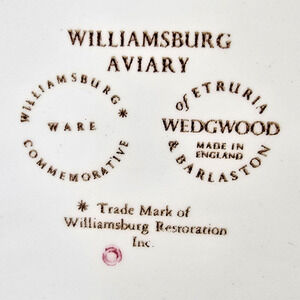 WILLIAMSBURG
AVIARY
WILLIAMSBURG *
WARE
COMMEMORATIVE
of ETRURIA
WEDGWOOD
MADE IN
ENGLAND
& BARLASTON
* Trade Mark of
Williamsburg Restoration
Inc.